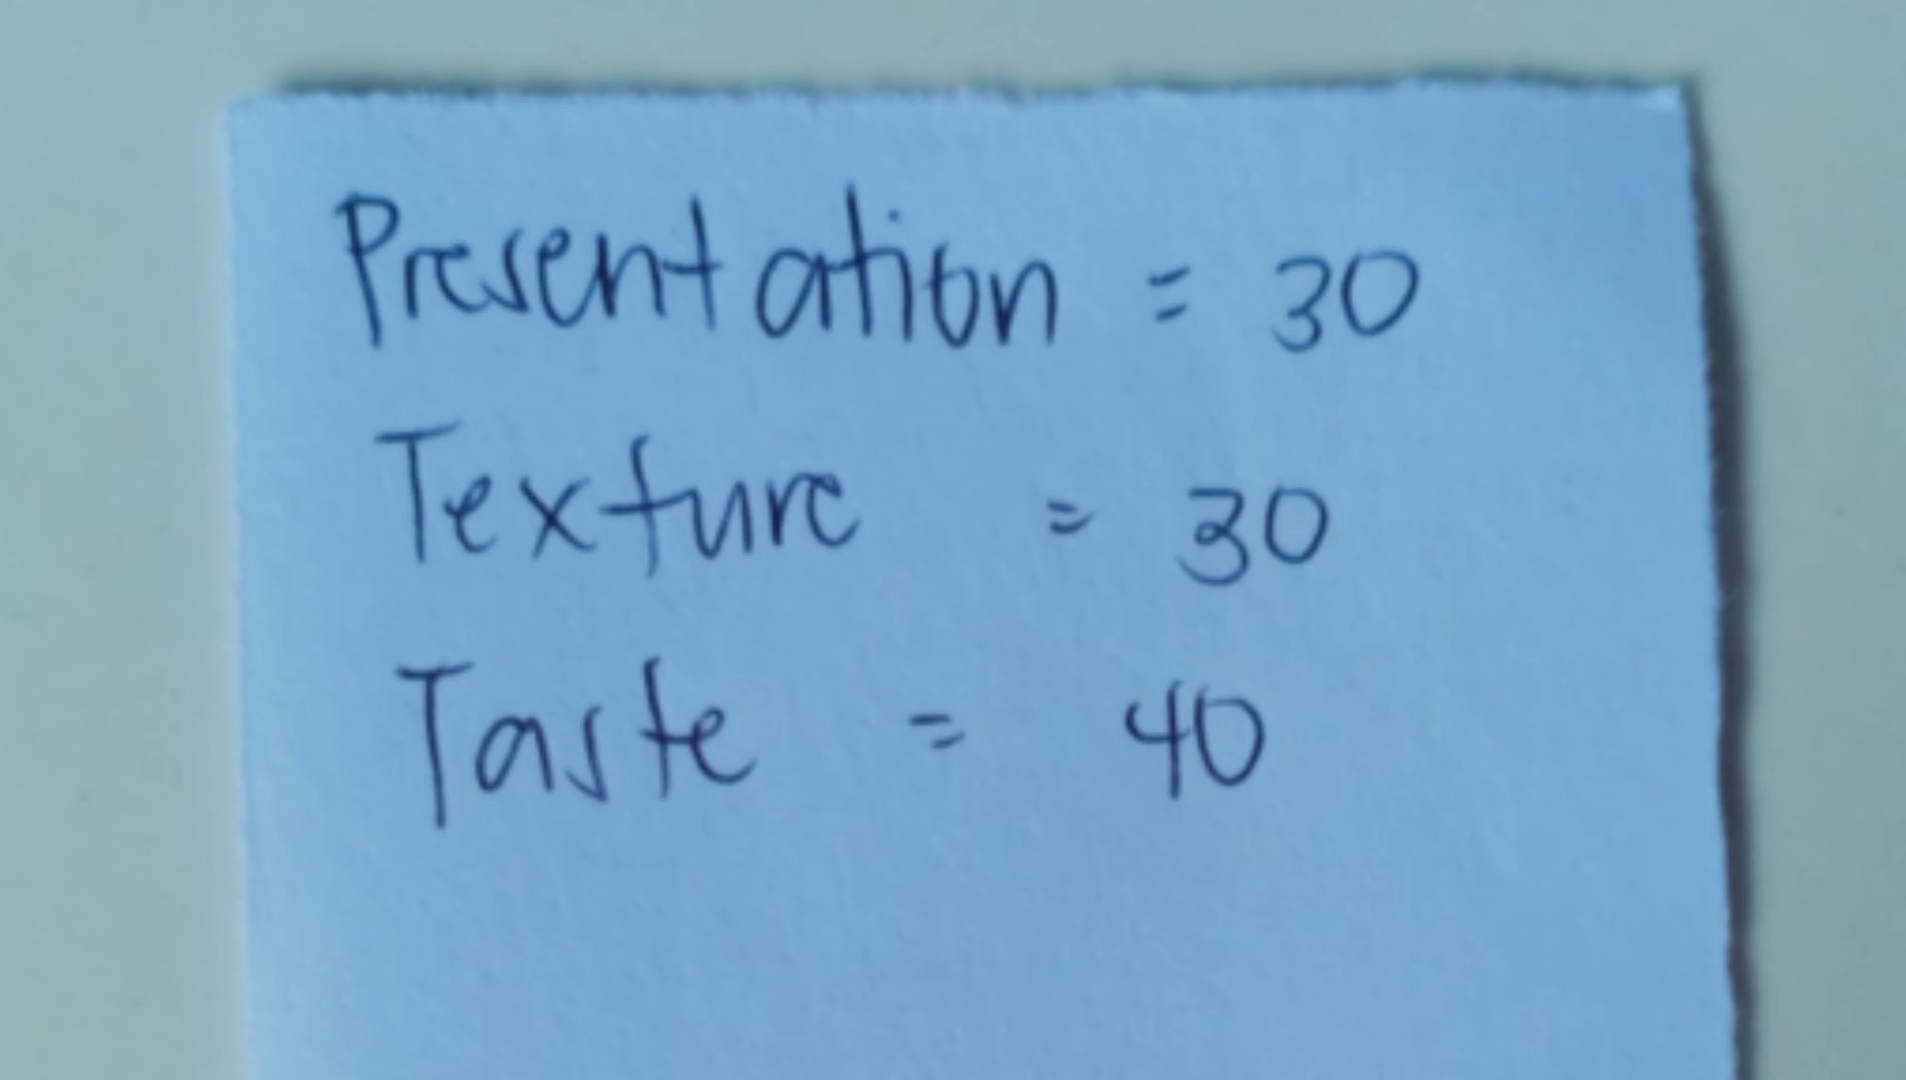 Presentation = 30
Texture = 30
Taste = 40